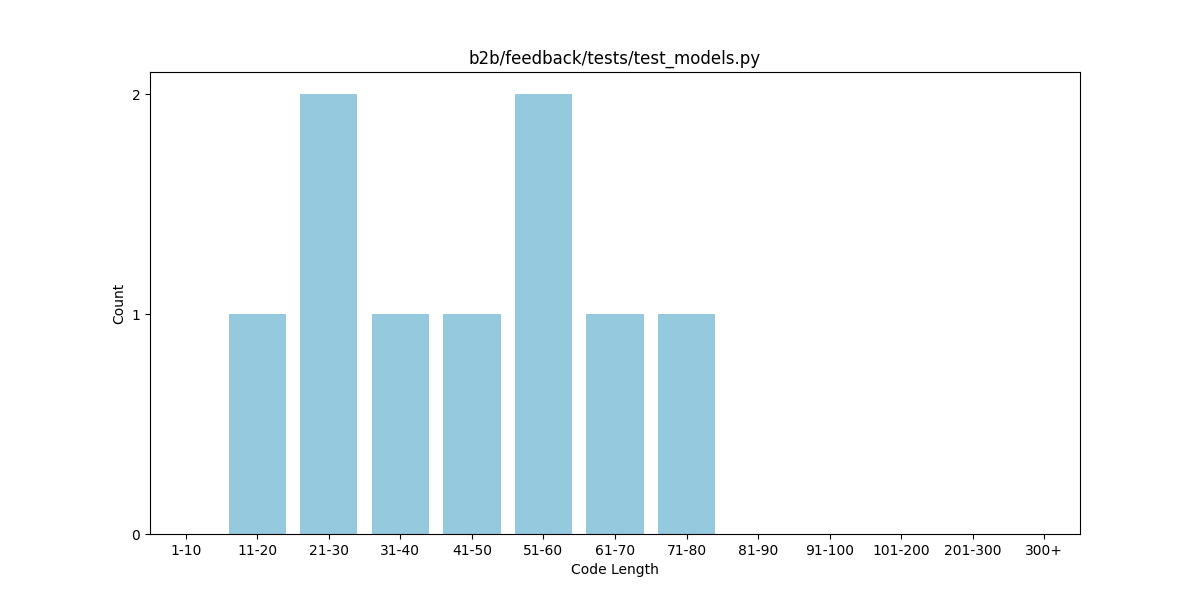 b2b/feedback/tests/test_models.py
2
1
0
Count
1-10 11-20 21-30 31-40 41-50 51-60 61-70 71-80 81-90 91-100 101-200 201-300 300+
Code Length